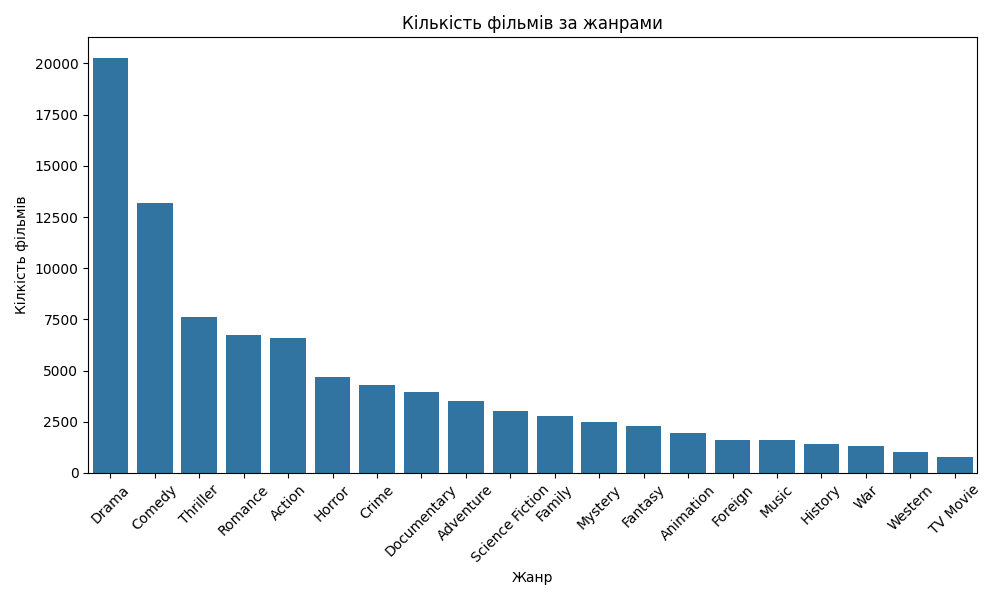 Кількість фільмів за жанрами
Кілкість фільмів
20000
17500
15000
12500
10000
7500
5000
2500
0
Drama
Comedy
Thriller
Romance
Action
Horror
Crime
Documentary
Adventure
Science Fiction
Family
Mystery
Fantasy
Animation
Foreign
Music
History
War
Western
TV Movie
Жанр